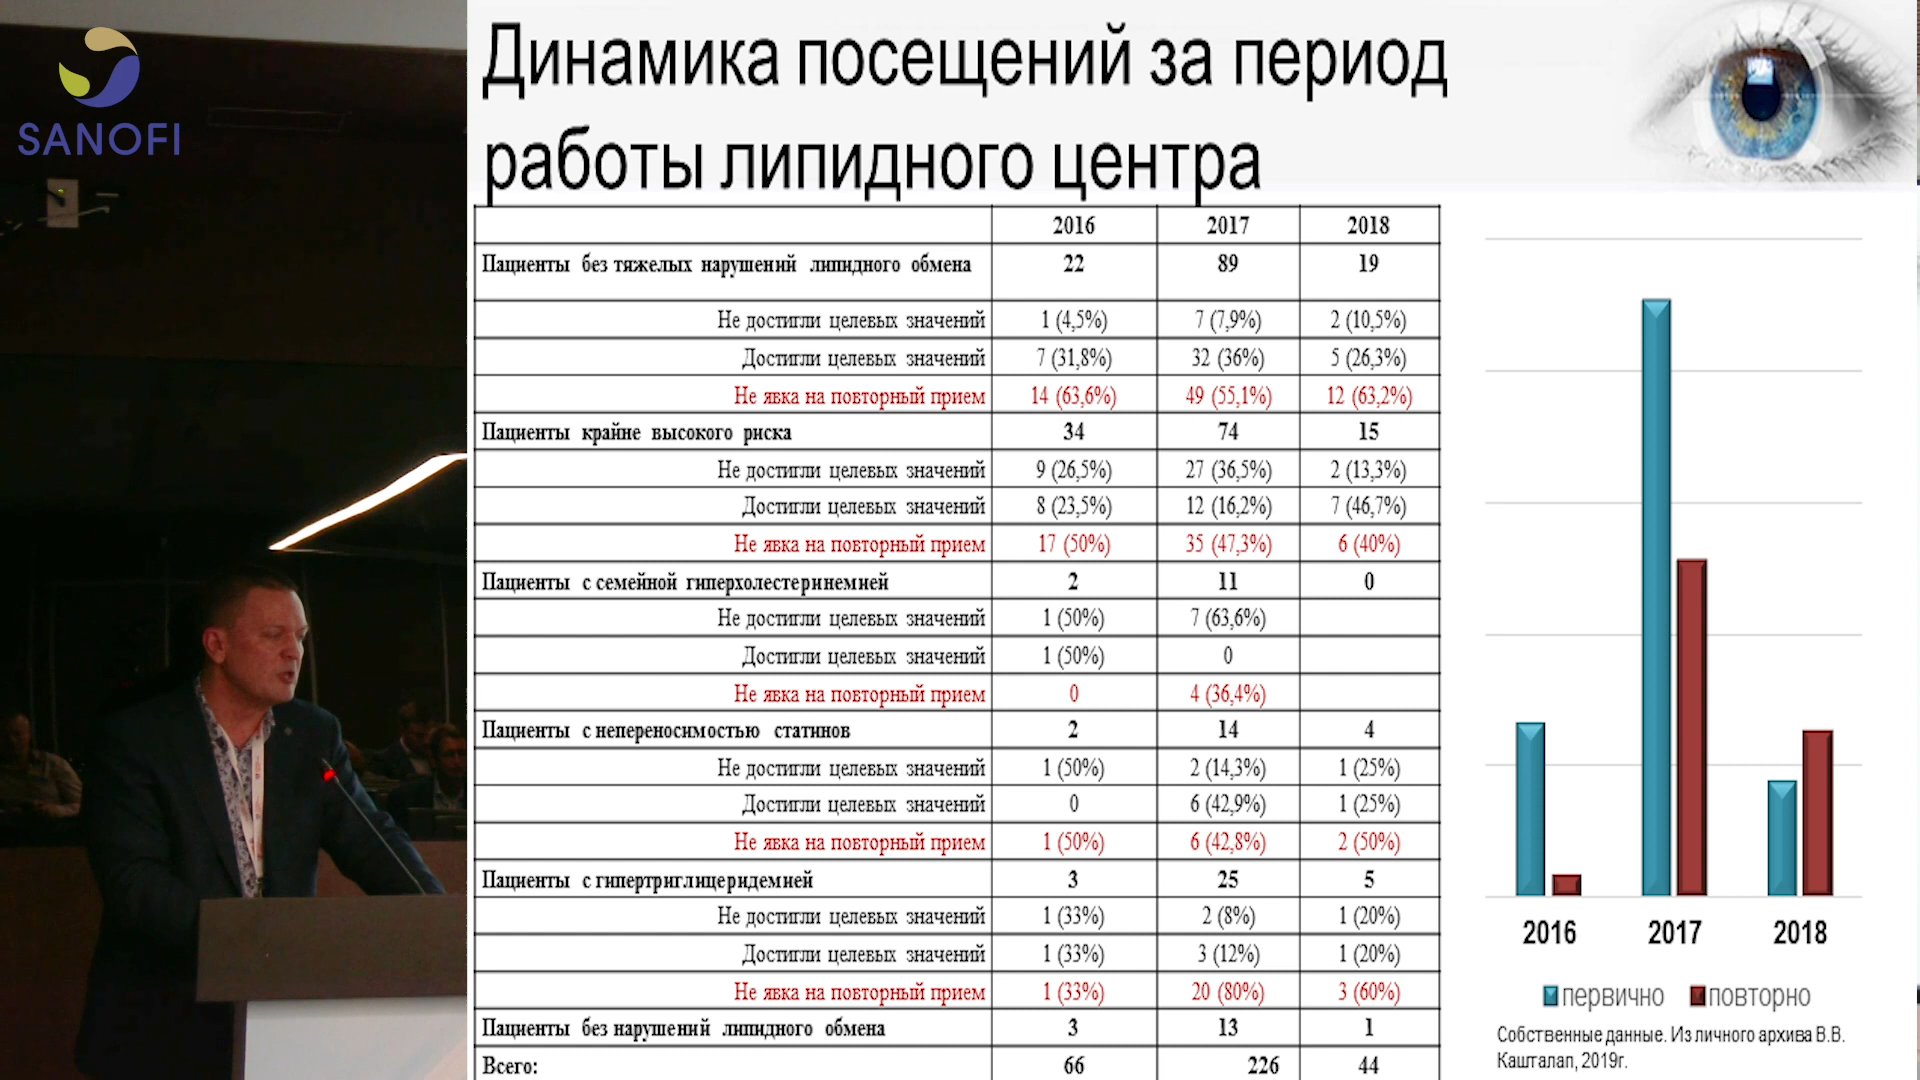 SANOFI
Динамика посещений за период
работы липидного центра
2016 2017 2018
Пациенты без тяжелых нарушений липидного обмена 22 89 19
Не достигли целевых значений 1 (4,5%) 7 (7,9%) 2 (10,5%)
Достигли целевых значений 7 (31,8%) 32 (36%) 5 (26,3%)
Не явка на повторный прием 14 (63,6%) 49 (55,1%) 12 (63,2%)
Пациенты крайне высокого риска 34 74 15
Не достигли целевых значений 9 (26,5%) 27 (36,5%) 2 (13,3%)
Достигли целевых значений 8 (23,5%) 12 (16,2%) 7 (46,7%)
Не явка на повторный прием 17 (50%) 35 (47,3%) 6 (40%)
Пациенты с семейной гиперхолестеринемией 2 11 0
Не достигли целевых значений 1 (50%) 7 (63,6%)
Достигли целевых значений 1 (50%) 0
Не явка на повторный прием 0 4 (36,4%)
Пациенты с непереносимостью статинов 2 14 4
Не достигли целевых значений 1 (50%) 2 (14,3%) 1 (25%)
Достигли целевых значений 0 6 (42,9%) 1 (25%)
Не явка на повторный прием 1 (50%) 6 (42,8%) 2 (50%)
Пациенты с гипертриглицеридемией 3 25 5
Не достигли целевых значений 1 (33%) 2 (8%) 1 (20%)
Достигли целевых значений 1 (33%) 3 (12%) 1 (20%)
Не явка на повторный прием 1 (33%) 20 (80%) 3 (60%)
Пациенты без нарушений липидного обмена 3 13 1
Всего: 66 226 44
2016 2017 2018
первично повторно
Собственные данные. Из личного архива В.В.
Кашталап, 2019г.